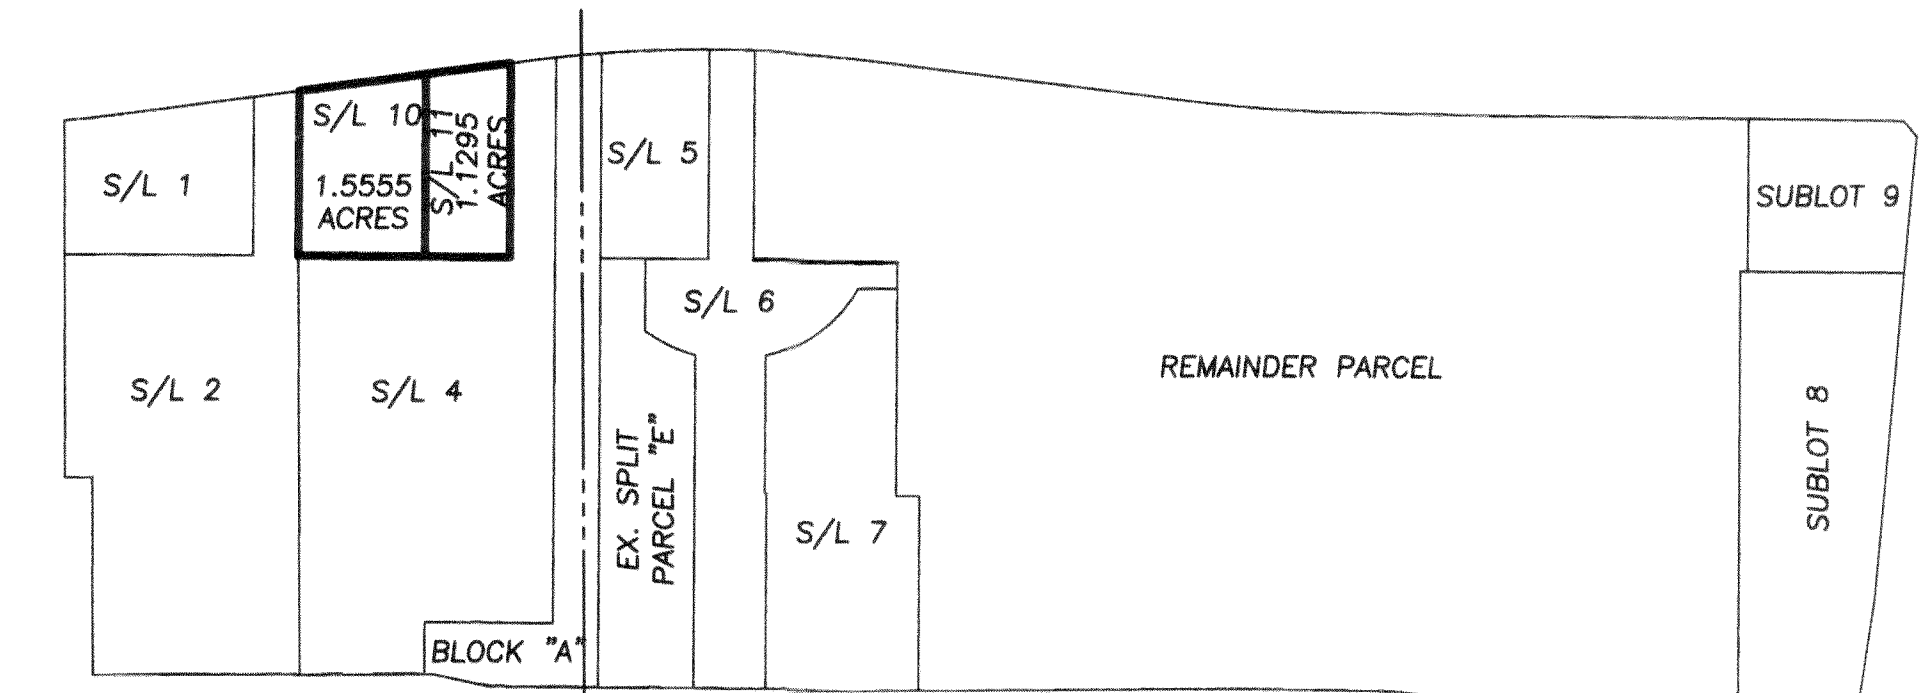 S/L 1
S/L 10
1.5555
ACRES
S/L 11
1.1295
ACRES
S/L 5
SUBLOT 9
S/L 6
S/L 2
S/L 4
REMAINDER PARCEL
EX. SPLIT
PARCEL "E"
S/L 7
SUBLOT 8
BLOCK "A"